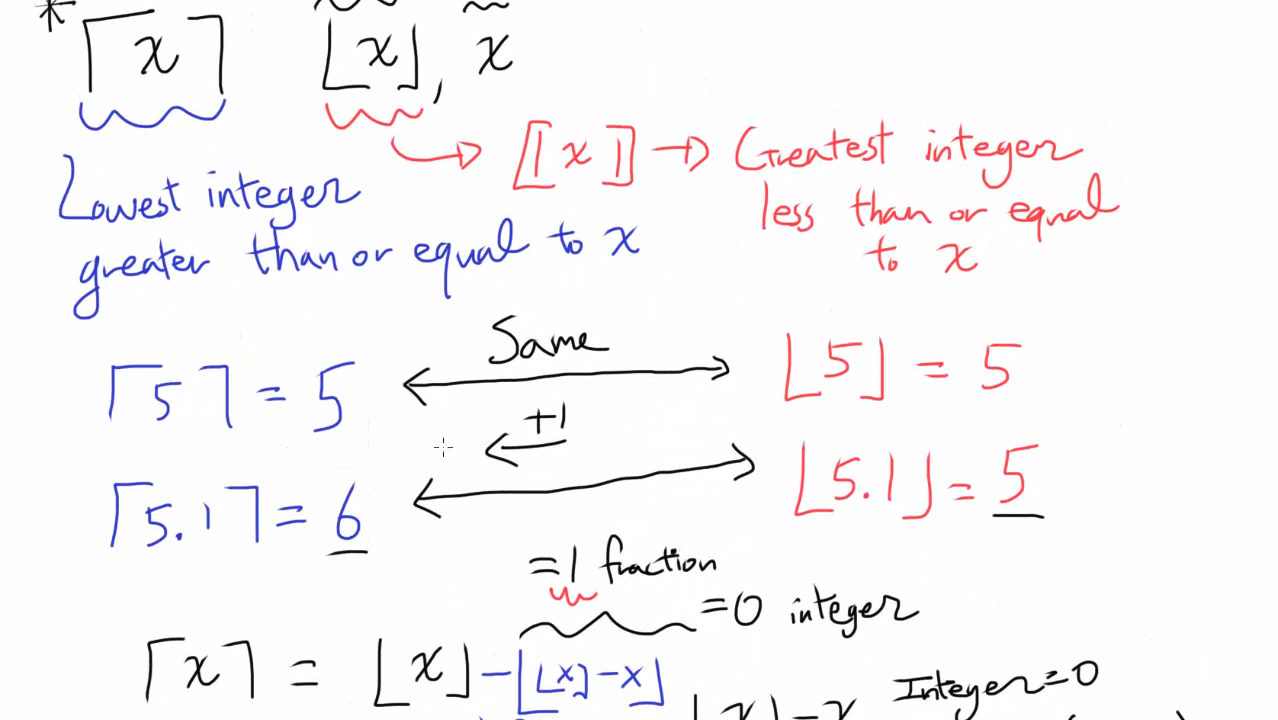 * ⌈x⌉ ⌊x⌋, x
→ [[x]] → Greatest integer
less than or equal
to x
Lowest integer
greater than or equal to x
⌈5⌉ = 5 Same ⌊5⌋ = 5
+1
⌈5.1⌉ = 6 ⌊5.1⌋ = 5
= 1 fraction
= 0 integer
⌈x⌉ = ⌊x⌋ - ⌊⌊x⌋ - x⌋
Integer = 0
⌊x⌋ - x